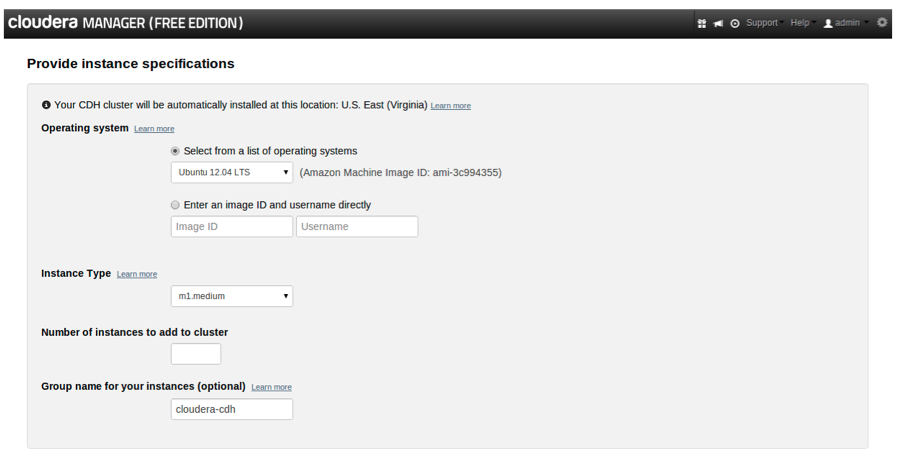 cloudera MANAGER (FREE EDITION) Support Help admin
Provide instance specifications
Your CDH cluster will be automatically installed at this location: U.S. East (Virginia) Learn more
Operating system Learn more
Select from a list of operating systems
Ubuntu 12.04 LTS (Amazon Machine Image ID: ami-3c994355)
Enter an image ID and username directly
Image ID Username
Instance Type Learn more
m1.medium
Number of instances to add to cluster
Group name for your instances (optional) Learn more
cloudera-cdh